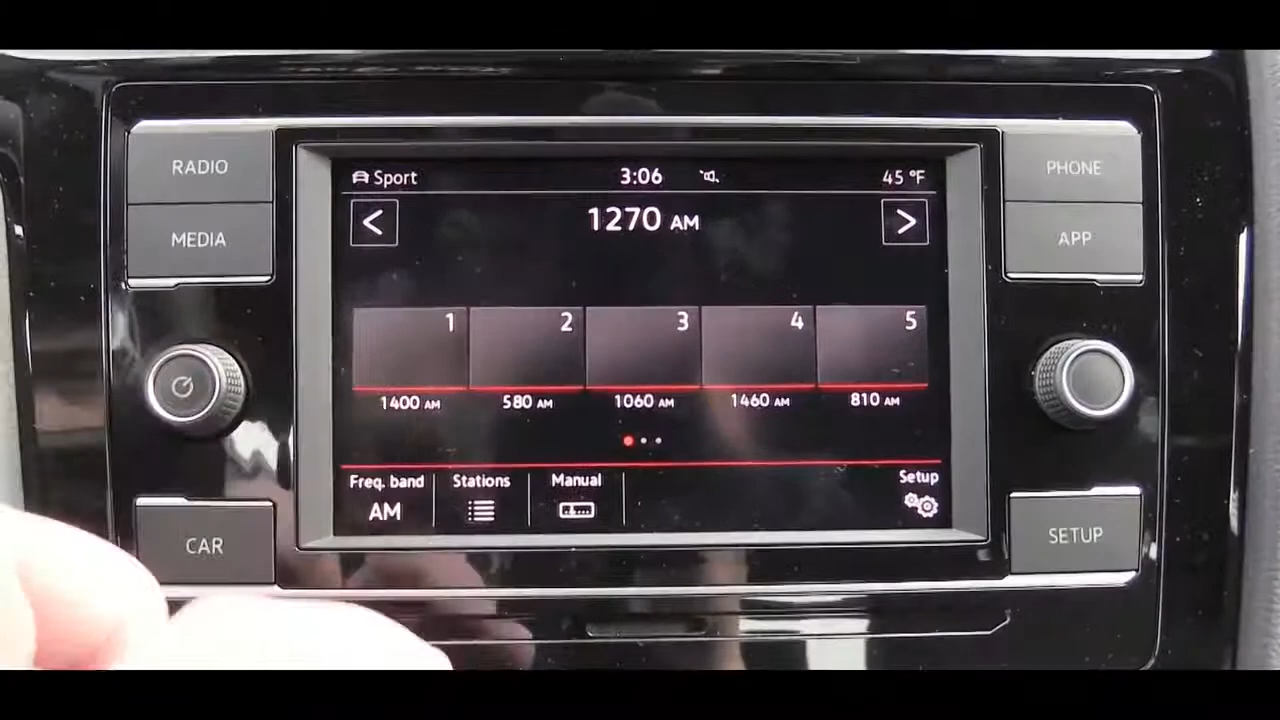 RADIO
MEDIA
CAR
Sport 3:06 45 °F
< 1270 AM >
1 2 3 4 5
1400 AM 580 AM 1060 AM 1460 AM 810 AM
Freq. band Stations Manual Setup
AM
PHONE
APP
SETUP